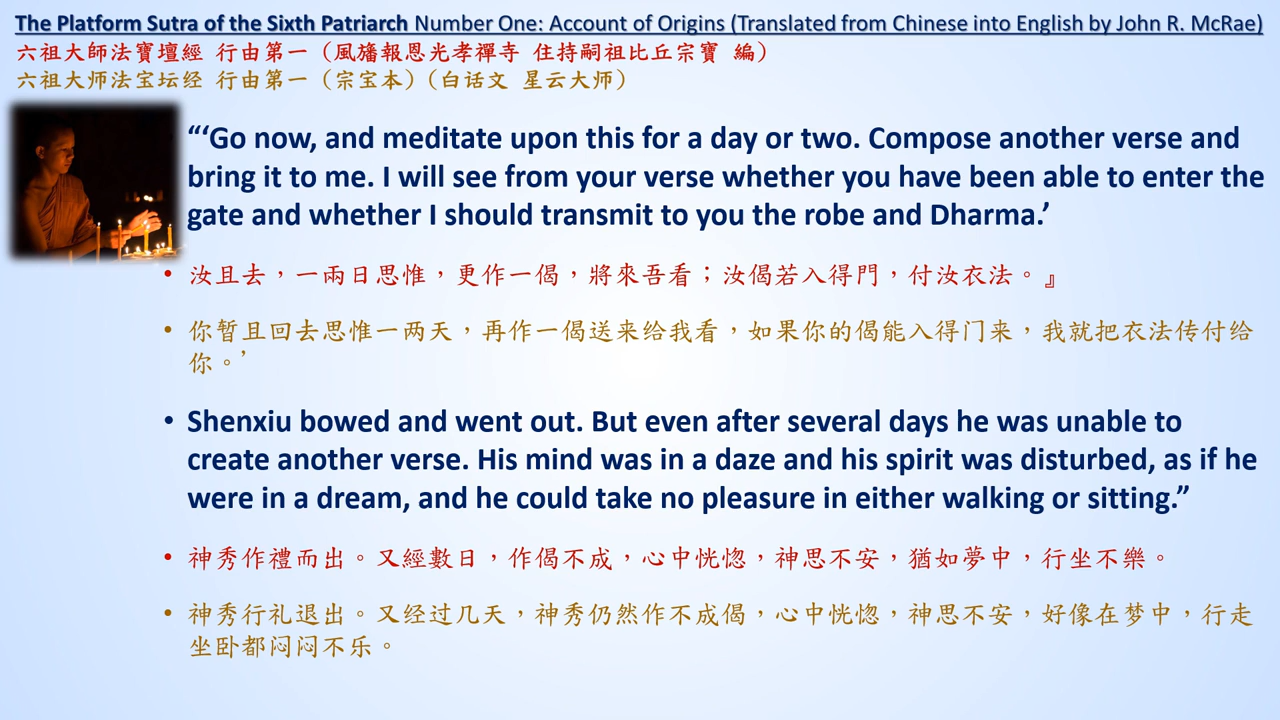 The Platform Sutra of the Sixth Patriarch Number One: Account of Origins (Translated from Chinese into English by John R. McRae)
六祖大師法寶壇經 行由第一（風旛報恩光孝禪寺 住持嗣祖比丘宗寶 編）
六祖大师法宝坛经 行由第一（宗宝本）（白话文 星云大师）
“‘Go now, and meditate upon this for a day or two. Compose another verse and
bring it to me. I will see from your verse whether you have been able to enter the
gate and whether I should transmit to you the robe and Dharma.’
• 汝且去，一兩日思惟，更作一偈，將來吾看；汝偈若入得門，付汝衣法。』
• 你暂且回去思惟一两天，再作一偈送来给我看，如果你的偈能入得门来，我就把衣法传付给
你。’
• Shenxiu bowed and went out. But even after several days he was unable to
create another verse. His mind was in a daze and his spirit was disturbed, as if he
were in a dream, and he could take no pleasure in either walking or sitting.”
• 神秀作禮而出。又經數日，作偈不成，心中恍惚，神思不安，猶如夢中，行坐不樂。
• 神秀行礼退出。又经过几天，神秀仍然作不成偈，心中恍惚，神思不安，好像在梦中，行走
坐卧都闷闷不乐。